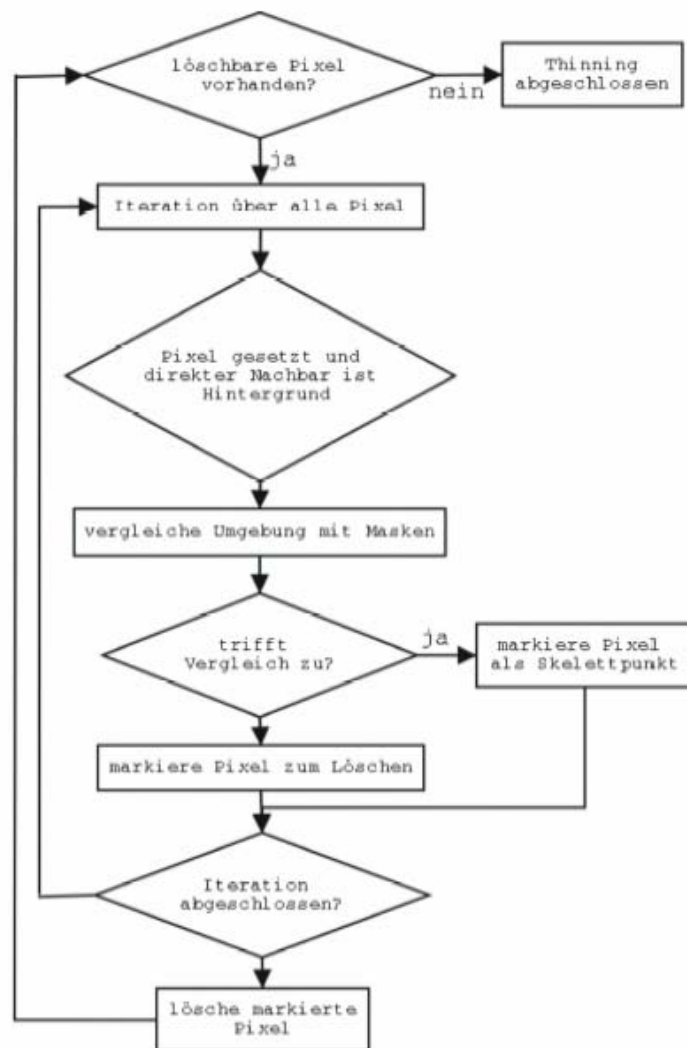 löschbare Pixel
vorhanden?
nein
Thinning
abgeschlossen
ja
Iteration über alle Pixel
Pixel gesetzt und
direkter Nachbar ist
Hintergrund
vergleiche Umgebung mit Masken
trifft
Vergleich zu?
ja
markiere Pixel
als Skelettpunkt
markiere Pixel zum Löschen
Iteration
abgeschlossen?
lösche markierte
Pixel